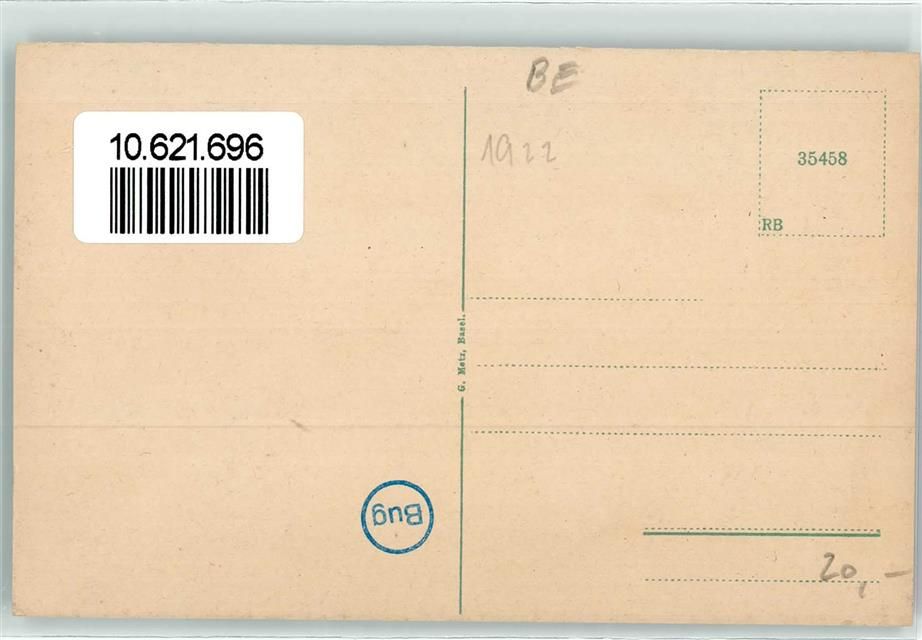 10.621.696
BE
1922
35458
RB
G. Metz, Basel.
Bug
20,-